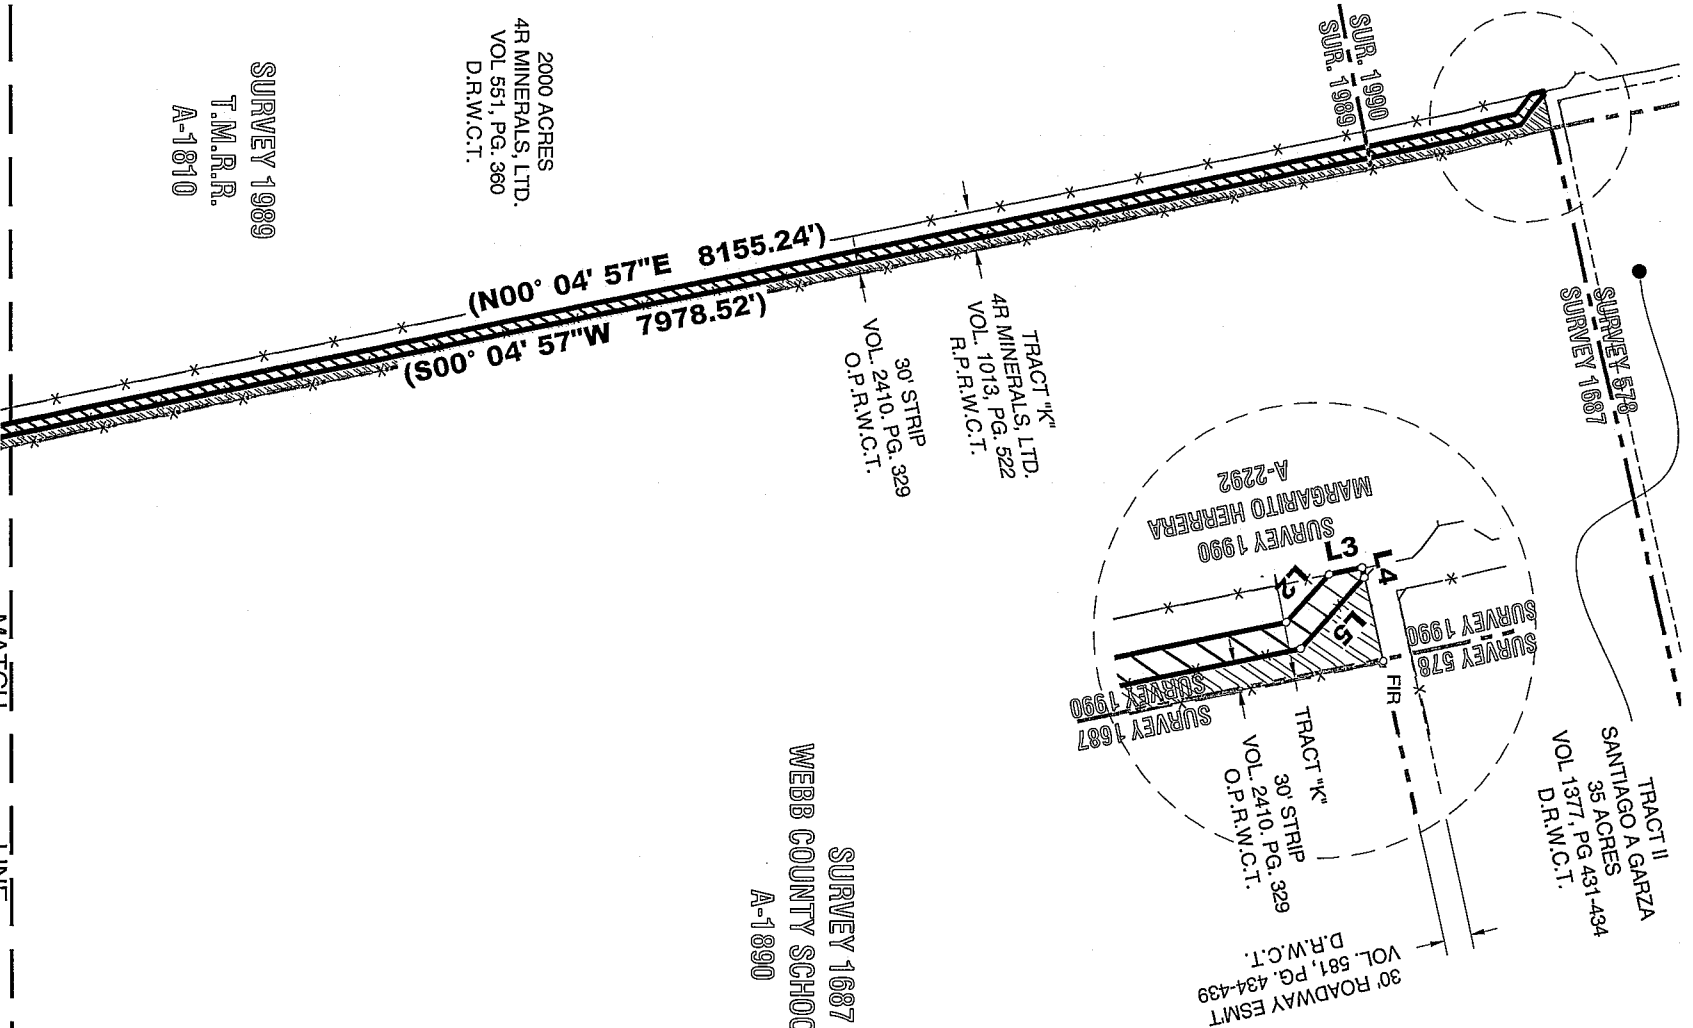 2000 ACRES
4R MINERALS, LTD.
VOL 551, PG. 360
D.R.W.C.T.
SURVEY 1989
T.M.R.R.
A-1810
SUR. 1990
SUR. 1989
(N00° 04' 57"E 8155.24')
(S00° 04' 57"W 7978.52')
TRACT "K"
4R MINERALS, LTD.
VOL. 1013, PG. 522
R.P.R.W.C.T.
30' STRIP
VOL. 2410. PG. 329
O.P.R.W.C.T.
SURVEY 578
SURVEY 1687
SURVEY 1990
MARGARITO HERRERA
A-2292
L2
L3
L4
L5
SURVEY 1990
SURVEY 578
SURVEY 1990
SURVEY 1687
FIR
TRACT "K"
30' STRIP
VOL. 2410. PG. 329
O.P.R.W.C.T.
TRACT II
SANTIAGO A GARZA
35 ACRES
VOL 1377, PG 431-434
D.R.W.C.T.
30' ROADWAY ESM'T
VOL. 581, PG. 434-439
D.R.W.C.T.
SURVEY 1687
WEBB COUNTY SCHOO
A-1890
MATCH LINE